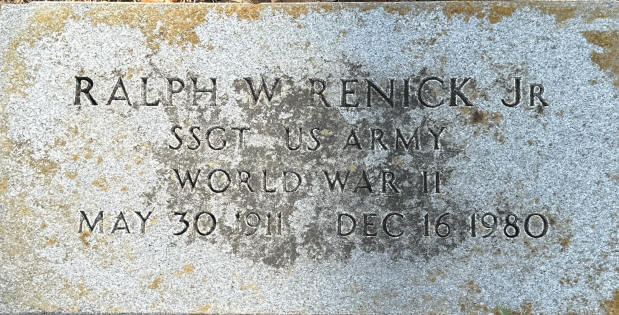 RALPH W RENICK JR
SSGT US ARMY
WORLD WAR II
MAY 30 1911 DEC 16 1980